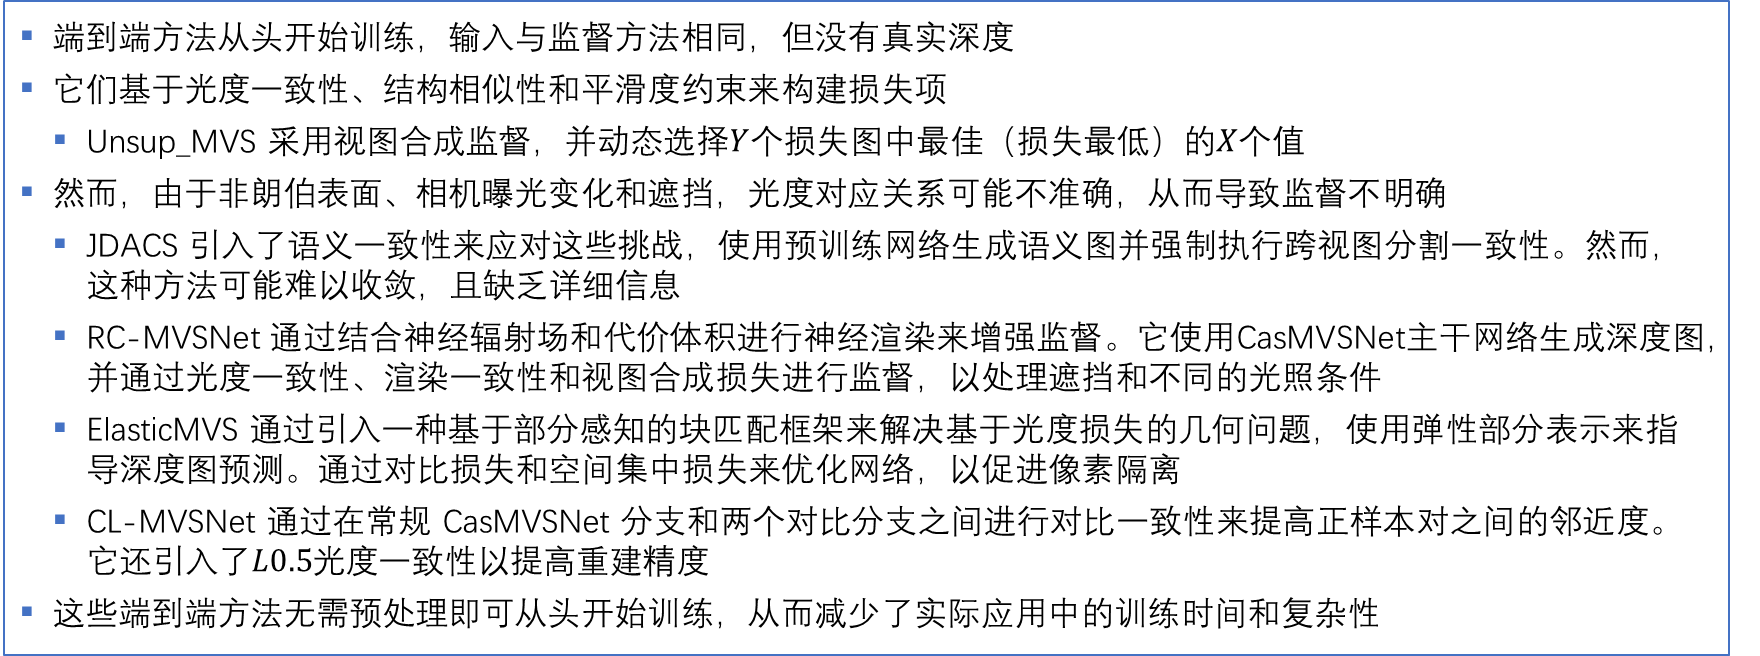 ▪ 端到端方法从头开始训练，输入与监督方法相同，但没有真实深度
▪ 它们基于光度一致性、结构相似性和平滑度约束来构建损失项
▪ Unsup_MVS 采用视图合成监督，并动态选择Y个损失图中最佳（损失最低）的X个值
▪ 然而，由于非朗伯表面、相机曝光变化和遮挡，光度对应关系可能不准确，从而导致监督不明确
▪ JDACS 引入了语义一致性来应对这些挑战，使用预训练网络生成语义图并强制执行跨视图分割一致性。然而，
这种方法可能难以收敛，且缺乏详细信息
▪ RC-MVSNet 通过结合神经辐射场和代价体积进行神经渲染来增强监督。它使用CasMVSNet主干网络生成深度图，
并通过光度一致性、渲染一致性和视图合成损失进行监督，以处理遮挡和不同的光照条件
▪ ElasticMVS 通过引入一种基于部分感知的块匹配框架来解决基于光度损失的几何问题，使用弹性部分表示来指
导深度图预测。通过对比损失和空间集中损失来优化网络，以促进像素隔离
▪ CL-MVSNet 通过在常规 CasMVSNet 分支和两个对比分支之间进行对比一致性来提高正样本对之间的邻近度。
它还引入了L0.5光度一致性以提高重建精度
▪ 这些端到端方法无需预处理即可从头开始训练，从而减少了实际应用中的训练时间和复杂性